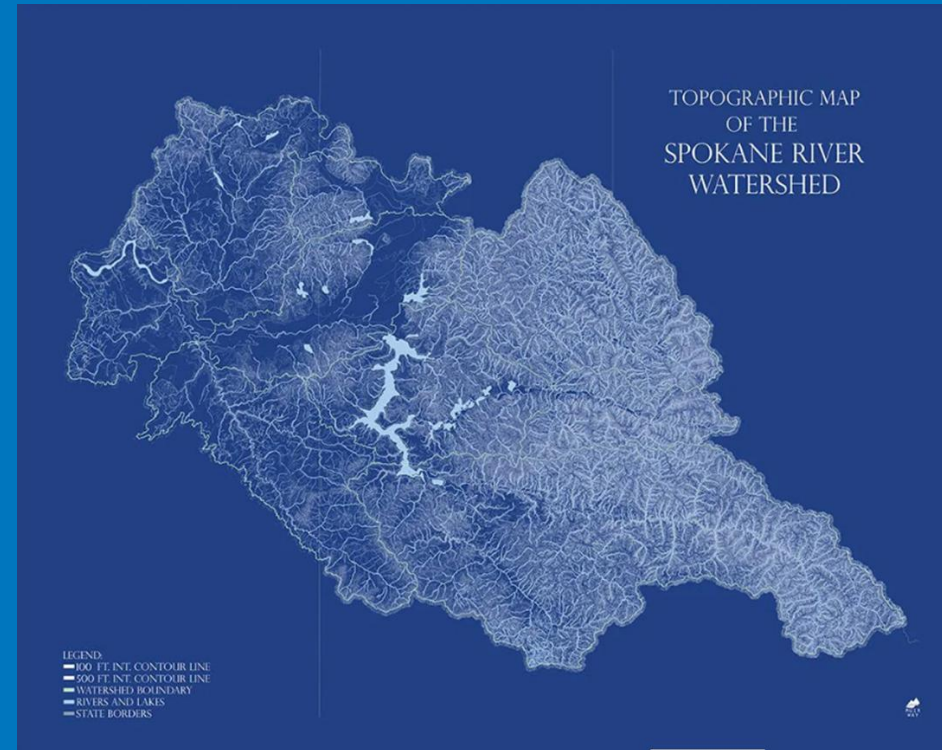 TOPOGRAPHIC MAP
OF THE
SPOKANE RIVER
WATERSHED
LEGEND:
100 FT. INT. CONTOUR LINE
500 FT. INT. CONTOUR LINE
WATERSHED BOUNDARY
RIVERS AND LAKES
STATE BORDERS